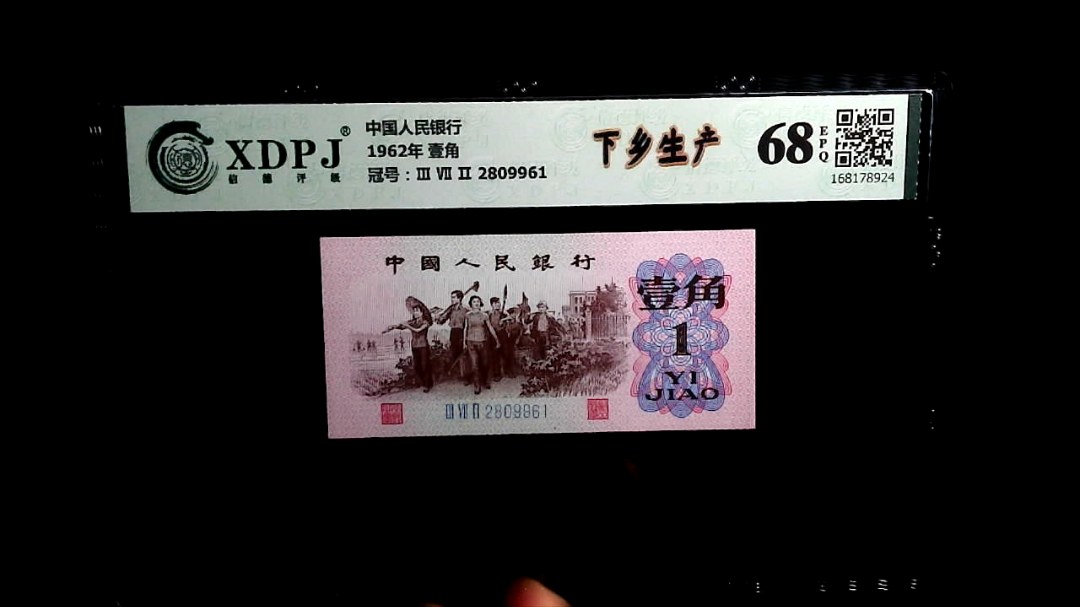 XDPJ®
信德评级
中国人民银行
1962年 壹角
冠号：Ⅲ Ⅶ Ⅱ 2809961
下乡生产
68 EPQ
168178924
中國人民銀行
壹角
1
YI
JIAO
Ⅲ Ⅶ Ⅱ 2809961